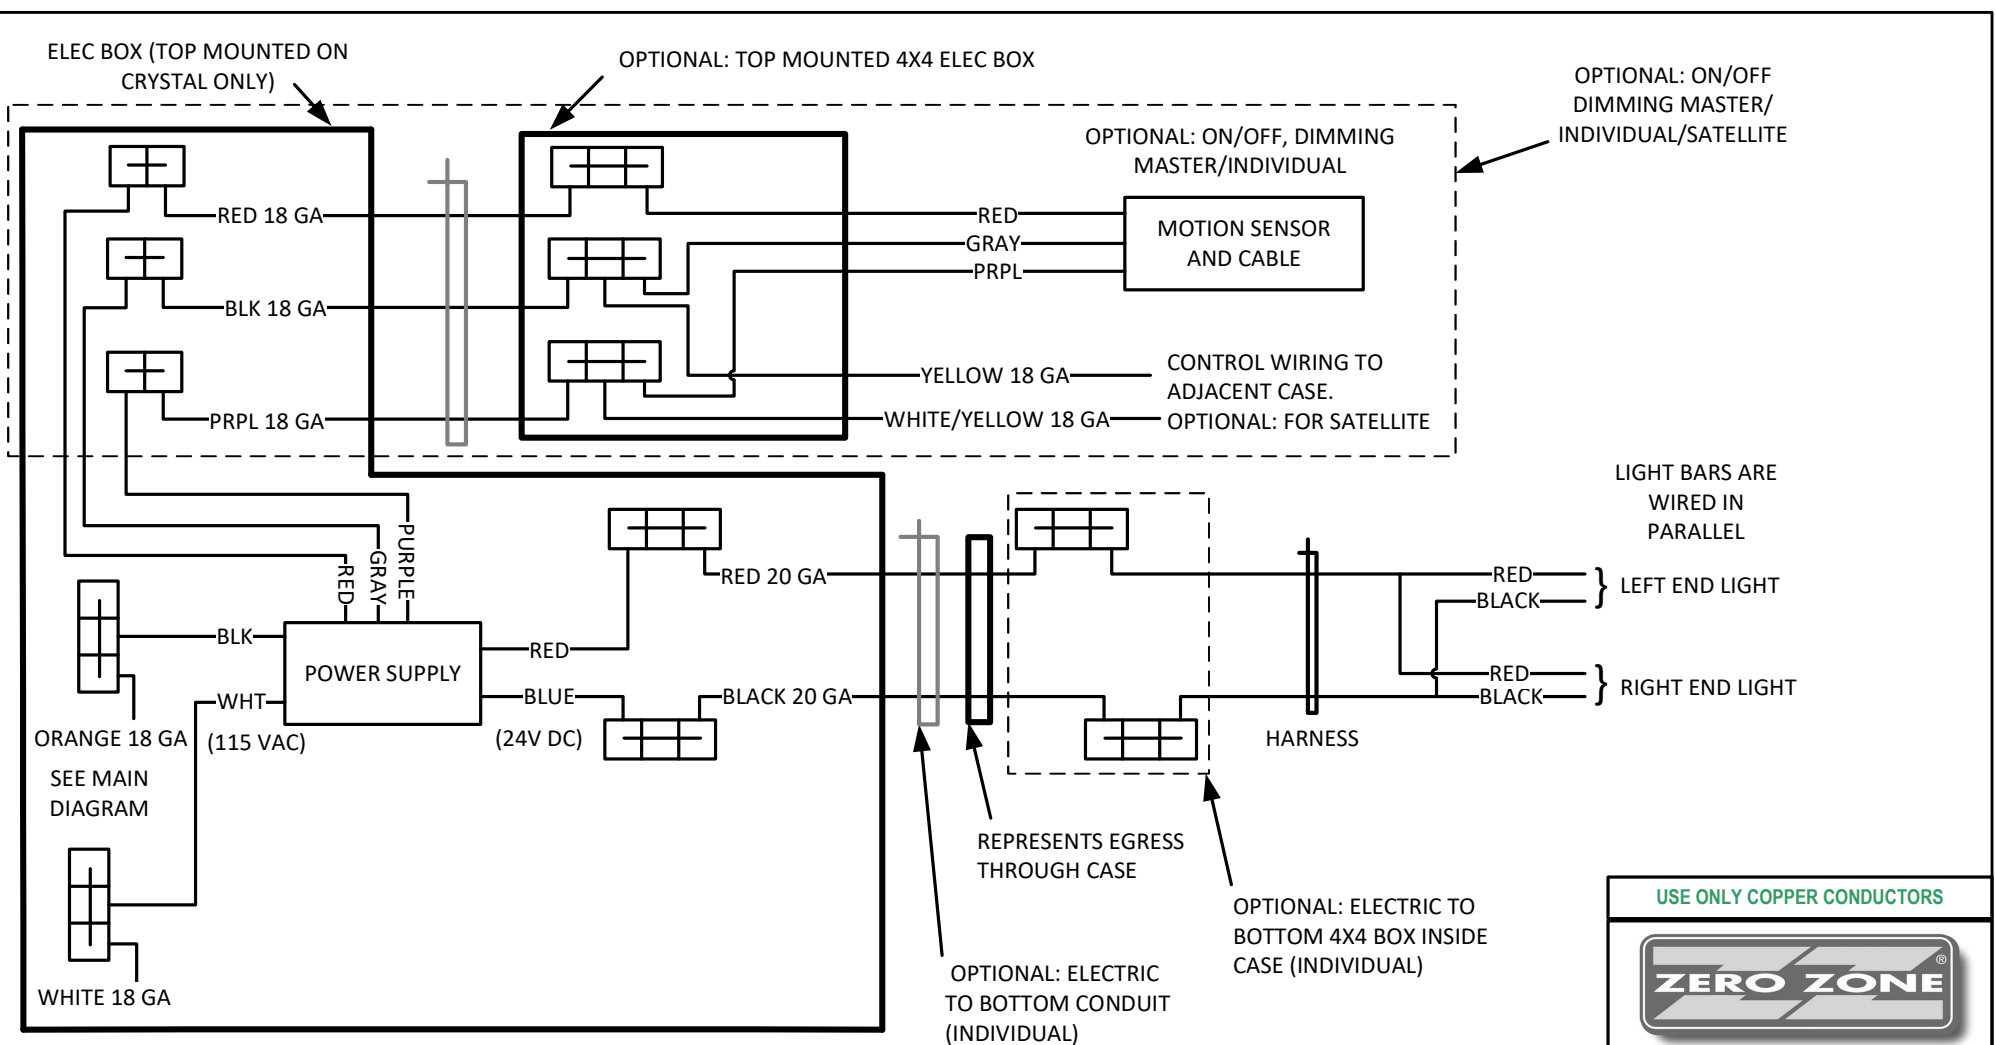 ELEC BOX (TOP MOUNTED ON
CRYSTAL ONLY)
OPTIONAL: TOP MOUNTED 4X4 ELEC BOX
OPTIONAL: ON/OFF
DIMMING MASTER/
INDIVIDUAL/SATELLITE
OPTIONAL: ON/OFF, DIMMING
MASTER/INDIVIDUAL
RED 18 GA
RED
GRAY
PRPL
MOTION SENSOR
AND CABLE
BLK 18 GA
YELLOW 18 GA
CONTROL WIRING TO
ADJACENT CASE.
OPTIONAL: FOR SATELLITE
PRPL 18 GA
WHITE/YELLOW 18 GA
LIGHT BARS ARE
WIRED IN
PARALLEL
RED
GRAY
PURPLE
RED 20 GA
RED
BLACK
} LEFT END LIGHT
BLK
POWER SUPPLY
RED
RED
BLACK
} RIGHT END LIGHT
WHT
BLUE
BLACK 20 GA
ORANGE 18 GA
(115 VAC)
(24V DC)
HARNESS
SEE MAIN
DIAGRAM
REPRESENTS EGRESS
THROUGH CASE
OPTIONAL: ELECTRIC TO
BOTTOM 4X4 BOX INSIDE
CASE (INDIVIDUAL)
WHITE 18 GA
OPTIONAL: ELECTRIC
TO BOTTOM CONDUIT
(INDIVIDUAL)
USE ONLY COPPER CONDUCTORS
ZERO ZONE®